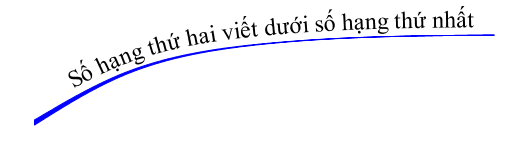 Số hạng thứ hai viết dưới số hạng thứ nhất